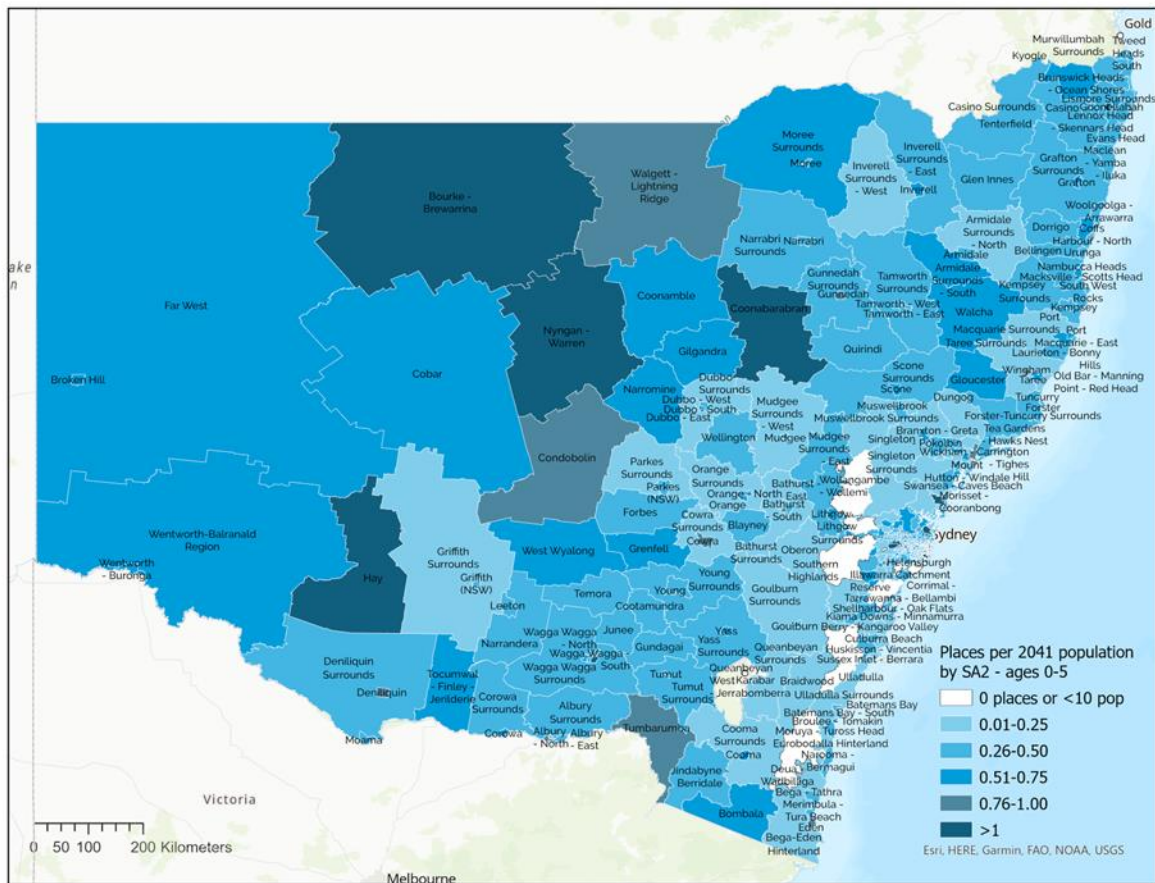 Gold
Murwillumbah
Surrounds
Tweed
Heads
South
Kyogle
Brunswick Heads
- Ocean Shores
Lismore Surrounds
Casino Surrounds
Casino
Goonellabah
Lennox Head
- Skennars Head
Tenterfield
Evans Head
Maclean
- Yamba
- Iluka
Moree
Surrounds
Moree
Inverell
Surrounds
- West
Inverell
Surrounds
- East
Inverell
Glen Innes
Grafton
Surrounds
Grafton
Walgett -
Lightning
Ridge
Bourke -
Brewarrina
Woolgoolga -
Arrawarra
Armidale
Surrounds
- North
Dorrigo
Coffs
Harbour - North
Bellingen
Urunga
Narrabri
Surrounds
Narrabri
Armidale
Armidale
Surrounds
- South
Nambucca Heads
Macksville - Scotts Head
Gunnedah
Surrounds
Gunnedah
Tamworth
Surrounds
Tamworth - West
Tamworth - East
Kempsey
Surrounds
South West
Rocks
Kempsey
ake
n
Far West
Coonamble
Coonabarabran
Walcha
Port
Macquarie Surrounds
Port
Macquarie - East
Nyngan -
Warren
Taree Surrounds
Laurieton - Bonny
Hills
Gilgandra
Quirindi
Broken Hill
Cobar
Scone
Surrounds
Scone
Gloucester
Wingham
Taree
Old Bar - Manning
Point - Red Head
Narromine
Dubbo
Surrounds
Dubbo - West
Dubbo - South
Dubbo - East
Mudgee
Surrounds
- West
Mudgee
Mudgee
Surrounds
- East
Muswellbrook
Muswellbrook Surrounds
Dungog
Tuncurry
Forster
Forster-Tuncurry Surrounds
Wellington
Singleton
Singleton
Surrounds
Branxton - Greta
Pokolbin
Tea Gardens
- Hawks Nest
Condobolin
Parkes
Surrounds
Parkes
(NSW)
Orange
Surrounds
Orange - North
Orange
Wollangambe
- Wollemi
Wickham
- Carrington
Mount
- Tighes
Hutton - Windale Hill
Swansea - Caves Beach
Morisset -
Cooranbong
Bathurst -
East
Bathurst
South
Forbes
Cowra
Surrounds
Cowra
Blayney
Lithgow
Lithgow
Surrounds
Sydney
Wentworth-Balranald
Region
Wentworth
- Buronga
Hay
Griffith
Surrounds
Griffith
(NSW)
West Wyalong
Grenfell
Bathurst
Surrounds
Oberon
Southern
Highlands
Helensburgh
Illawarra Catchment
Reserve
Corrimal -
Tarrawanna - Bellambi
Young
Surrounds
Young
Goulburn
Surrounds
Shellharbour - Oak Flats
Kiama Downs - Minnamurra
Leeton
Temora
Cootamundra
Goulburn
Berry - Kangaroo Valley
Culburra Beach
Huskisson - Vincentia
Sussex Inlet - Berrara
Narrandera
Wagga Wagga
- North
Junee
Wagga Wagga -
South
Wagga Wagga
Surrounds
Gundagai
Yass
Yass
Surrounds
Deniliquin
Surrounds
Deniliquin
Tocumwal
- Finley -
Jerilderie
Queanbeyan
Surrounds
Queanbeyan
West
Karabar
- Jerrabomberra
Braidwood
Ulladulla
Ulladulla Surrounds
Tumut
Tumut
Surrounds
Corowa
Surrounds
Corowa
Albury
Surrounds
Albury
- North
Albury
- East
Moama
Tumbarumba
Batemans Bay
Batemans Bay - South
Broulee - Tomakin
Moruya - Tuross Head
Eurobodalla Hinterland
Narooma -
Bermagui
Cooma
Surrounds
Cooma
Deua -
Wadbilliga
Jindabyne
Berridale
Bega - Tathra
Merimbula -
Tura Beach
Bombala
Eden
Bega-Eden
Hinterland
Victoria
Melbourne
0 50 100 200 Kilometers
Places per 2041 population
by SA2 - ages 0-5
0 places or <10 pop
0.01-0.25
0.26-0.50
0.51-0.75
0.76-1.00
>1
Esri, HERE, Garmin, FAO, NOAA, USGS